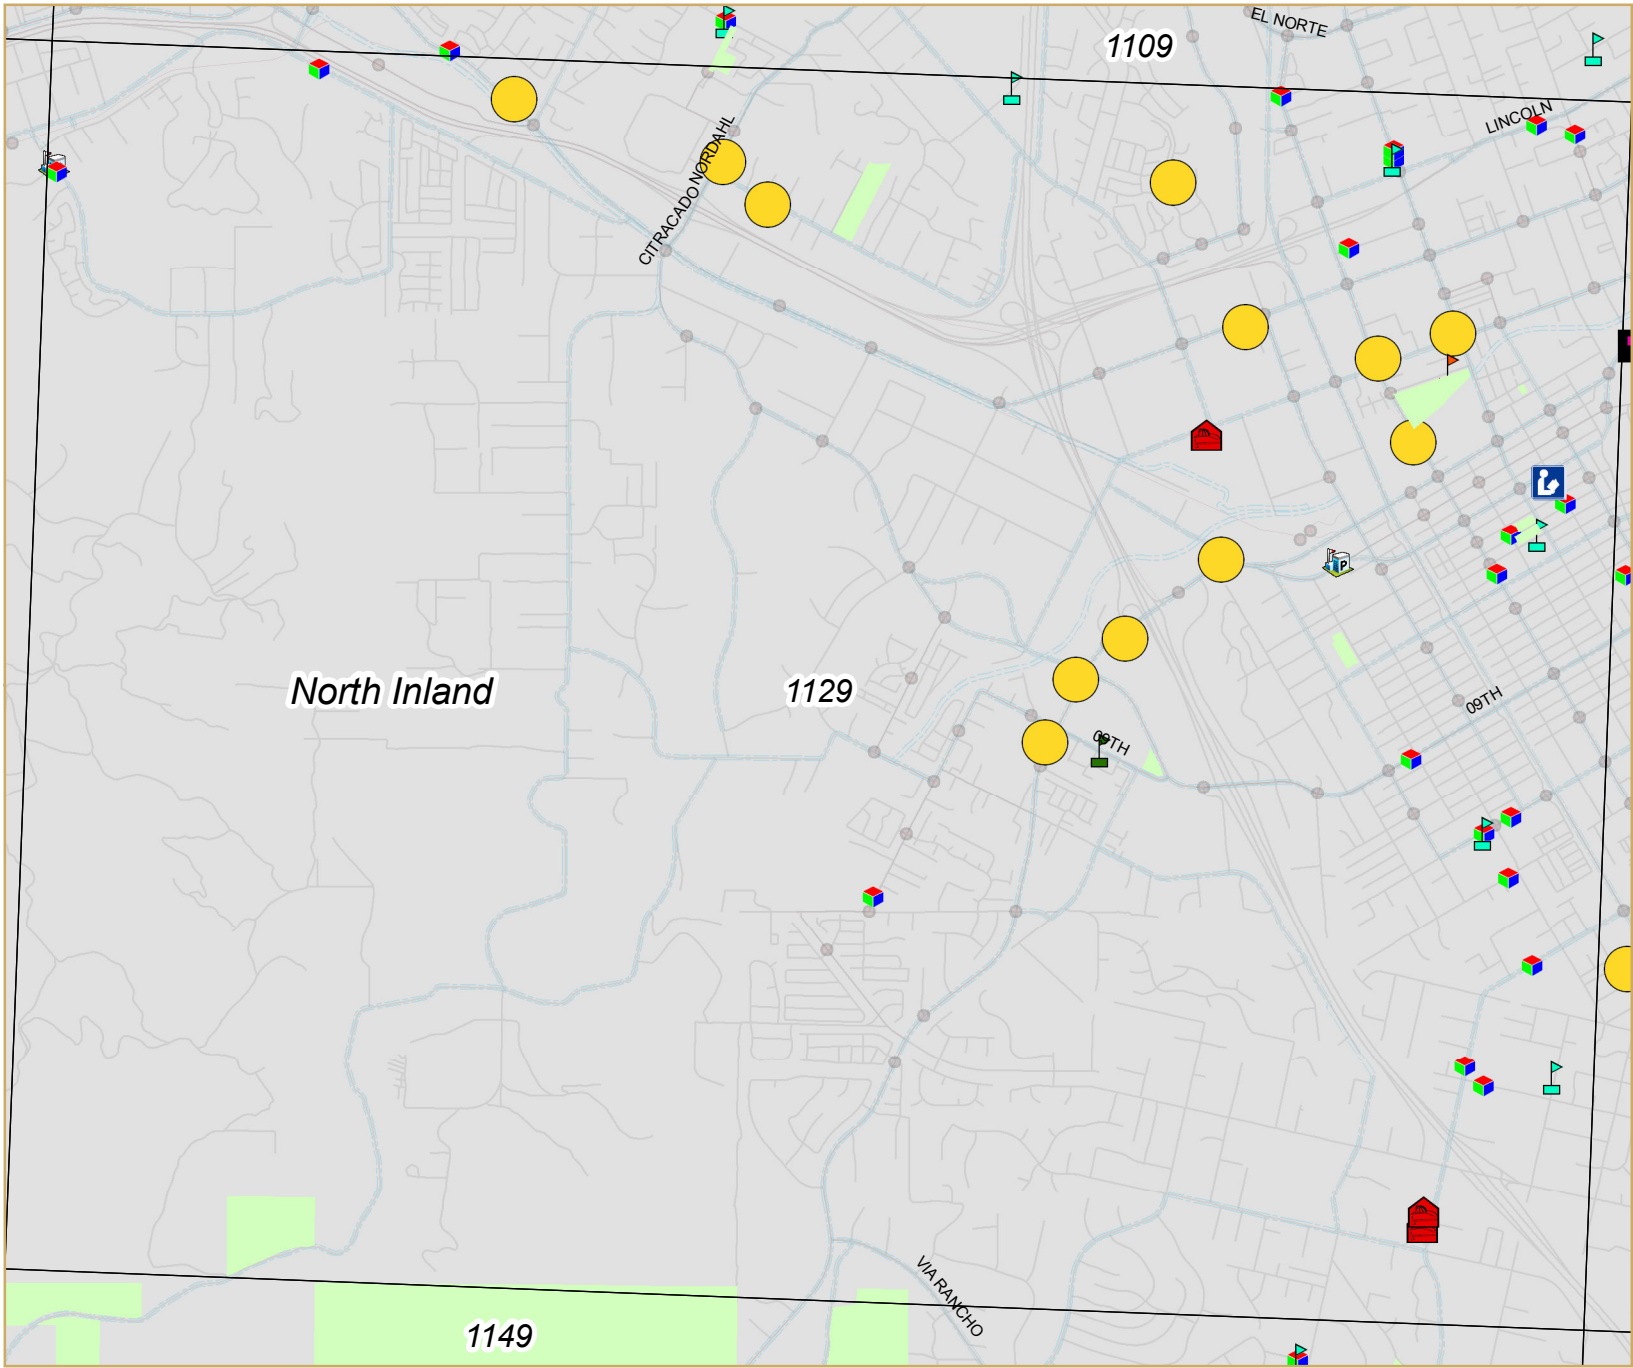 EL NORTE
1109
LINCOLN
NORDAHL
CITRACADO
P
North Inland
1129
09TH
09TH
VIA RANCHO
1149